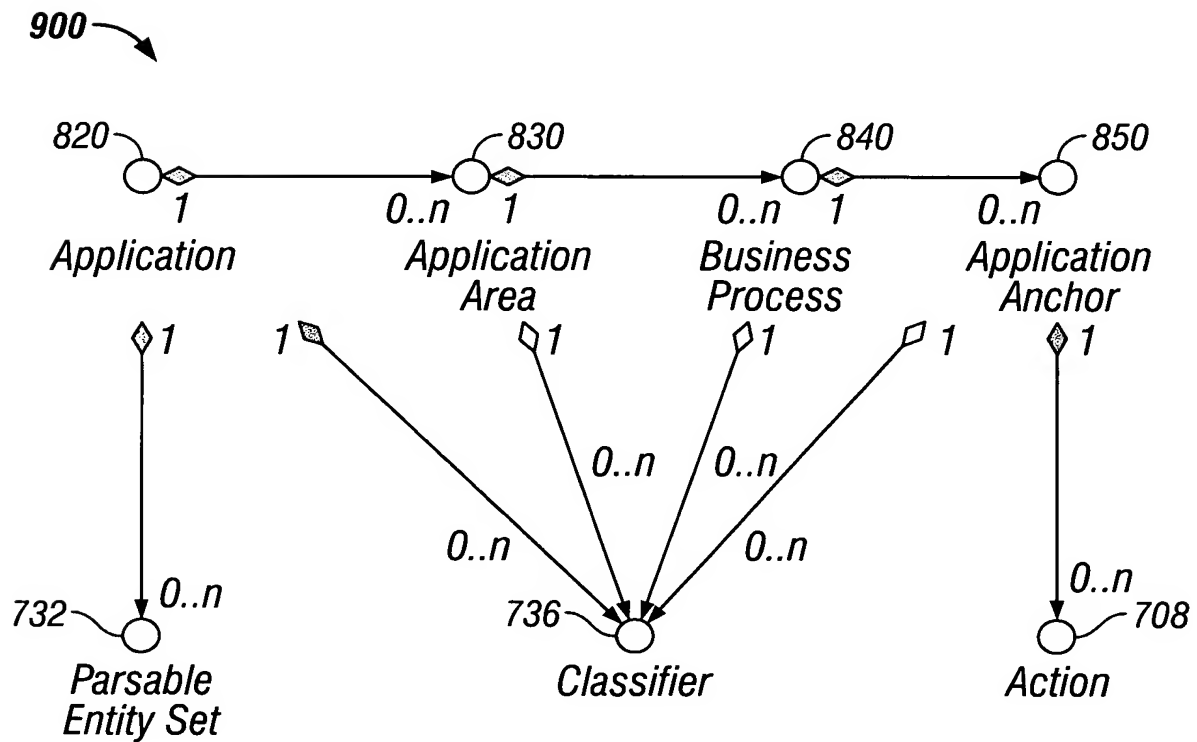 900
820
830
840
850
1
0..n
1
0..n
1
0..n
Application
Application
Area
Business
Process
Application
Anchor
1
1
1
1
1
1
0..n
0..n
0..n
0..n
0..n
0..n
732
736
708
Parsable
Entity Set
Classifier
Action